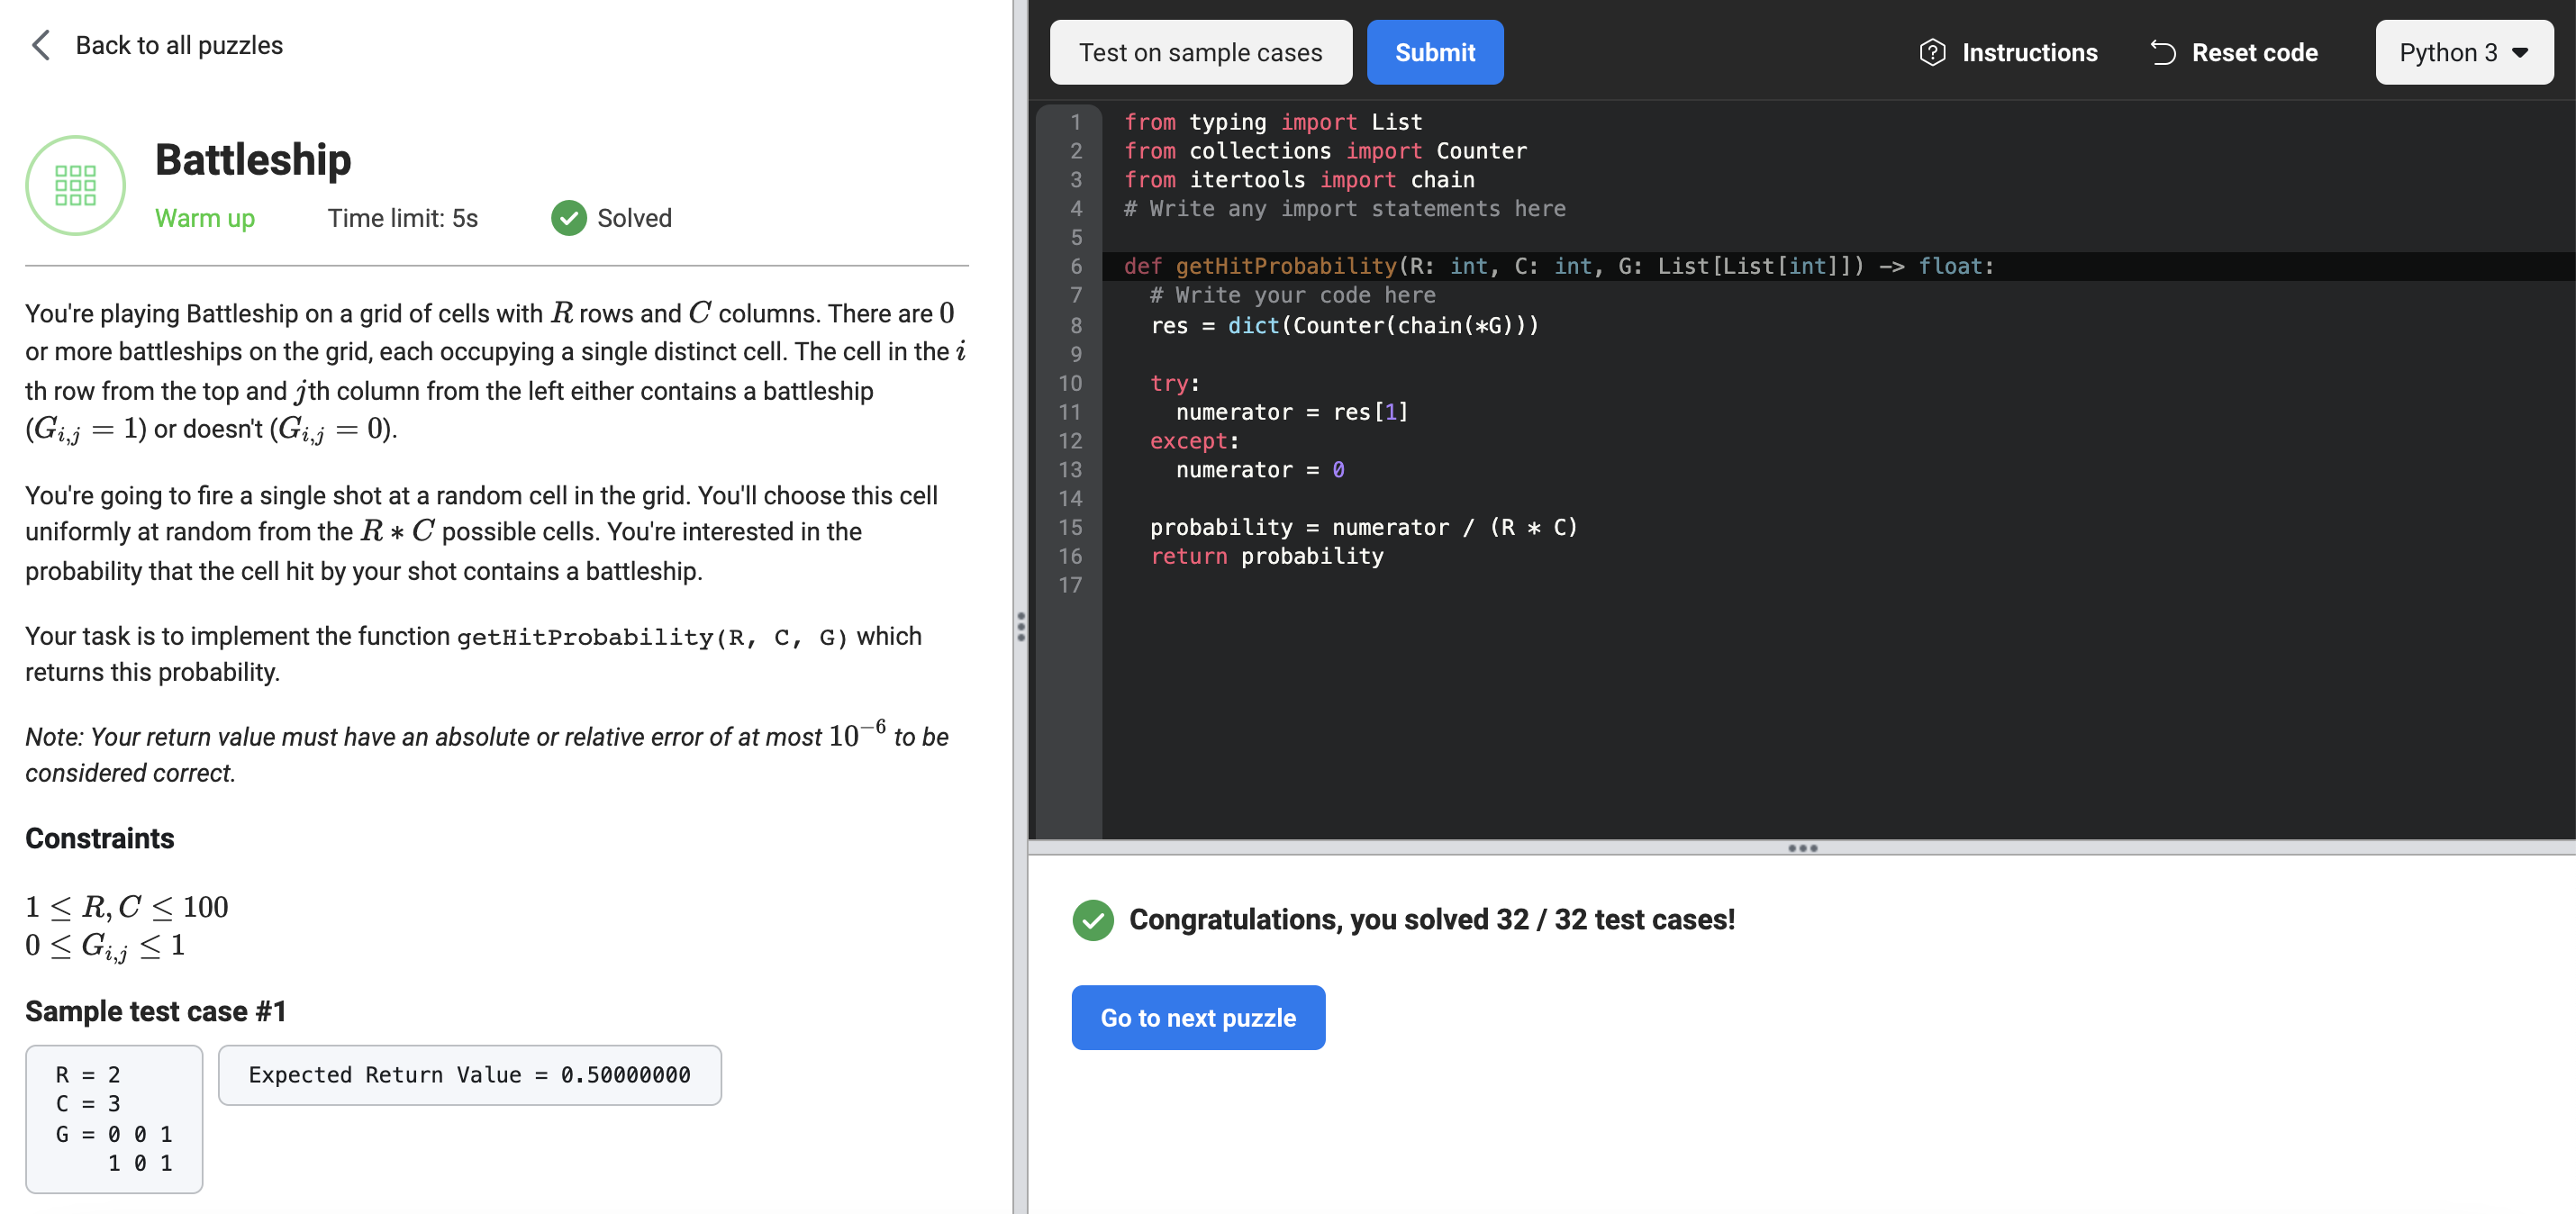 Back to all puzzles
Battleship
Warm up Time limit: 5s Solved
You're playing Battleship on a grid of cells with R rows and C columns. There are 0
or more battleships on the grid, each occupying a single distinct cell. The cell in the i
th row from the top and jth column from the left either contains a battleship
(G_{i,j} = 1) or doesn't (G_{i,j} = 0).
You're going to fire a single shot at a random cell in the grid. You'll choose this cell
uniformly at random from the R * C possible cells. You're interested in the
probability that the cell hit by your shot contains a battleship.
Your task is to implement the function getHitProbability(R, C, G) which
returns this probability.
Note: Your return value must have an absolute or relative error of at most 10^{-6} to be
considered correct.
Constraints
1 ≤ R, C ≤ 100
0 ≤ G_{i,j} ≤ 1
Sample test case #1
R = 2
C = 3
G = 0 0 1
1 0 1
Expected Return Value = 0.50000000
Test on sample cases Submit Instructions Reset code Python 3
1 from typing import List
2 from collections import Counter
3 from itertools import chain
4 # Write any import statements here
5
6 def getHitProbability(R: int, C: int, G: List[List[int]]) -> float:
7 # Write your code here
8 res = dict(Counter(chain(*G)))
9
10 try:
11 numerator = res[1]
12 except:
13 numerator = 0
14
15 probability = numerator / (R * C)
16 return probability
17
Congratulations, you solved 32 / 32 test cases!
Go to next puzzle